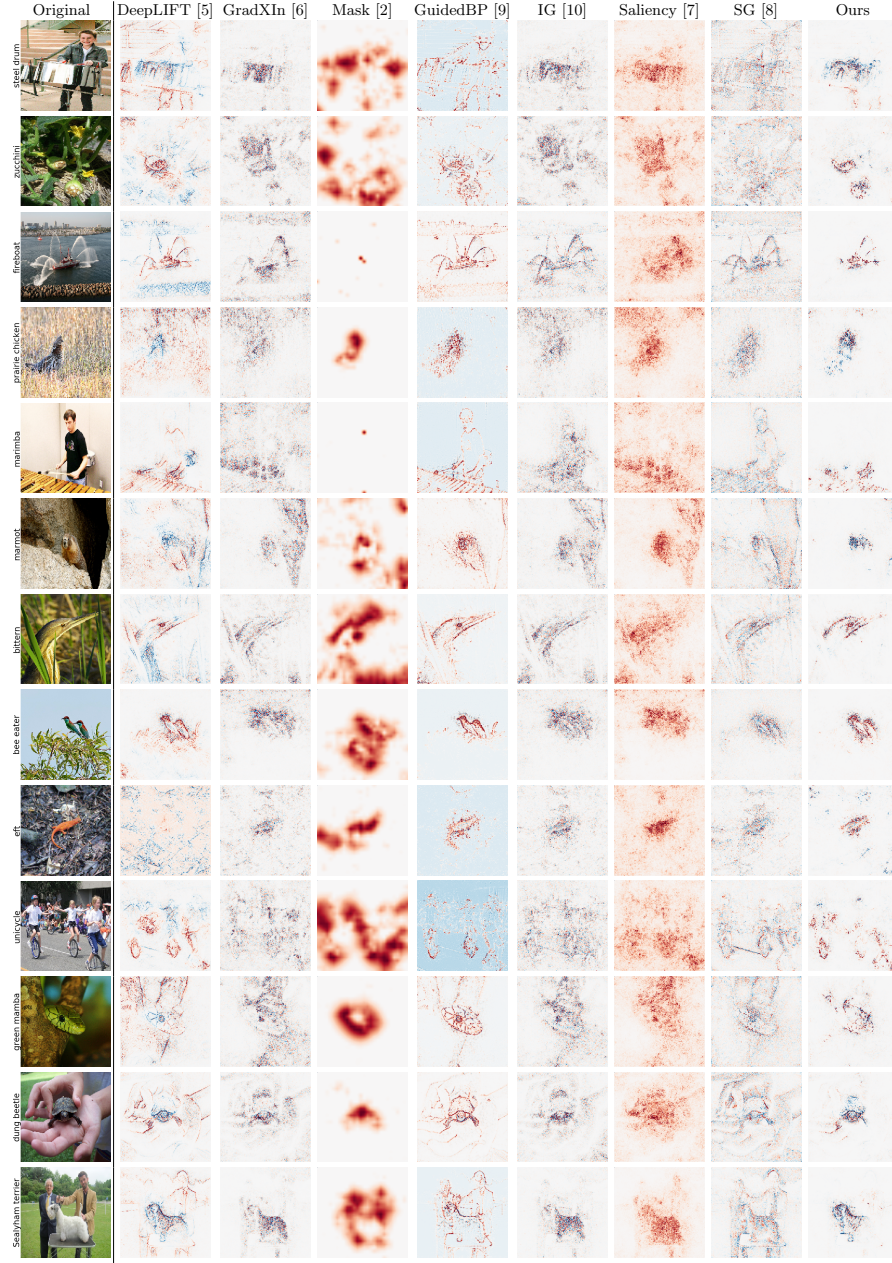 Original DeepLIFT [5] GradXIn [6] Mask [2] GuidedBP [9] IG [10] Saliency [7] SG [8] Ours
steel drum
zucchini
fireboat
prairie chicken
marimba
marmot
bittern
bee eater
eft
unicycle
green mamba
dung beetle
Sealyham terrier